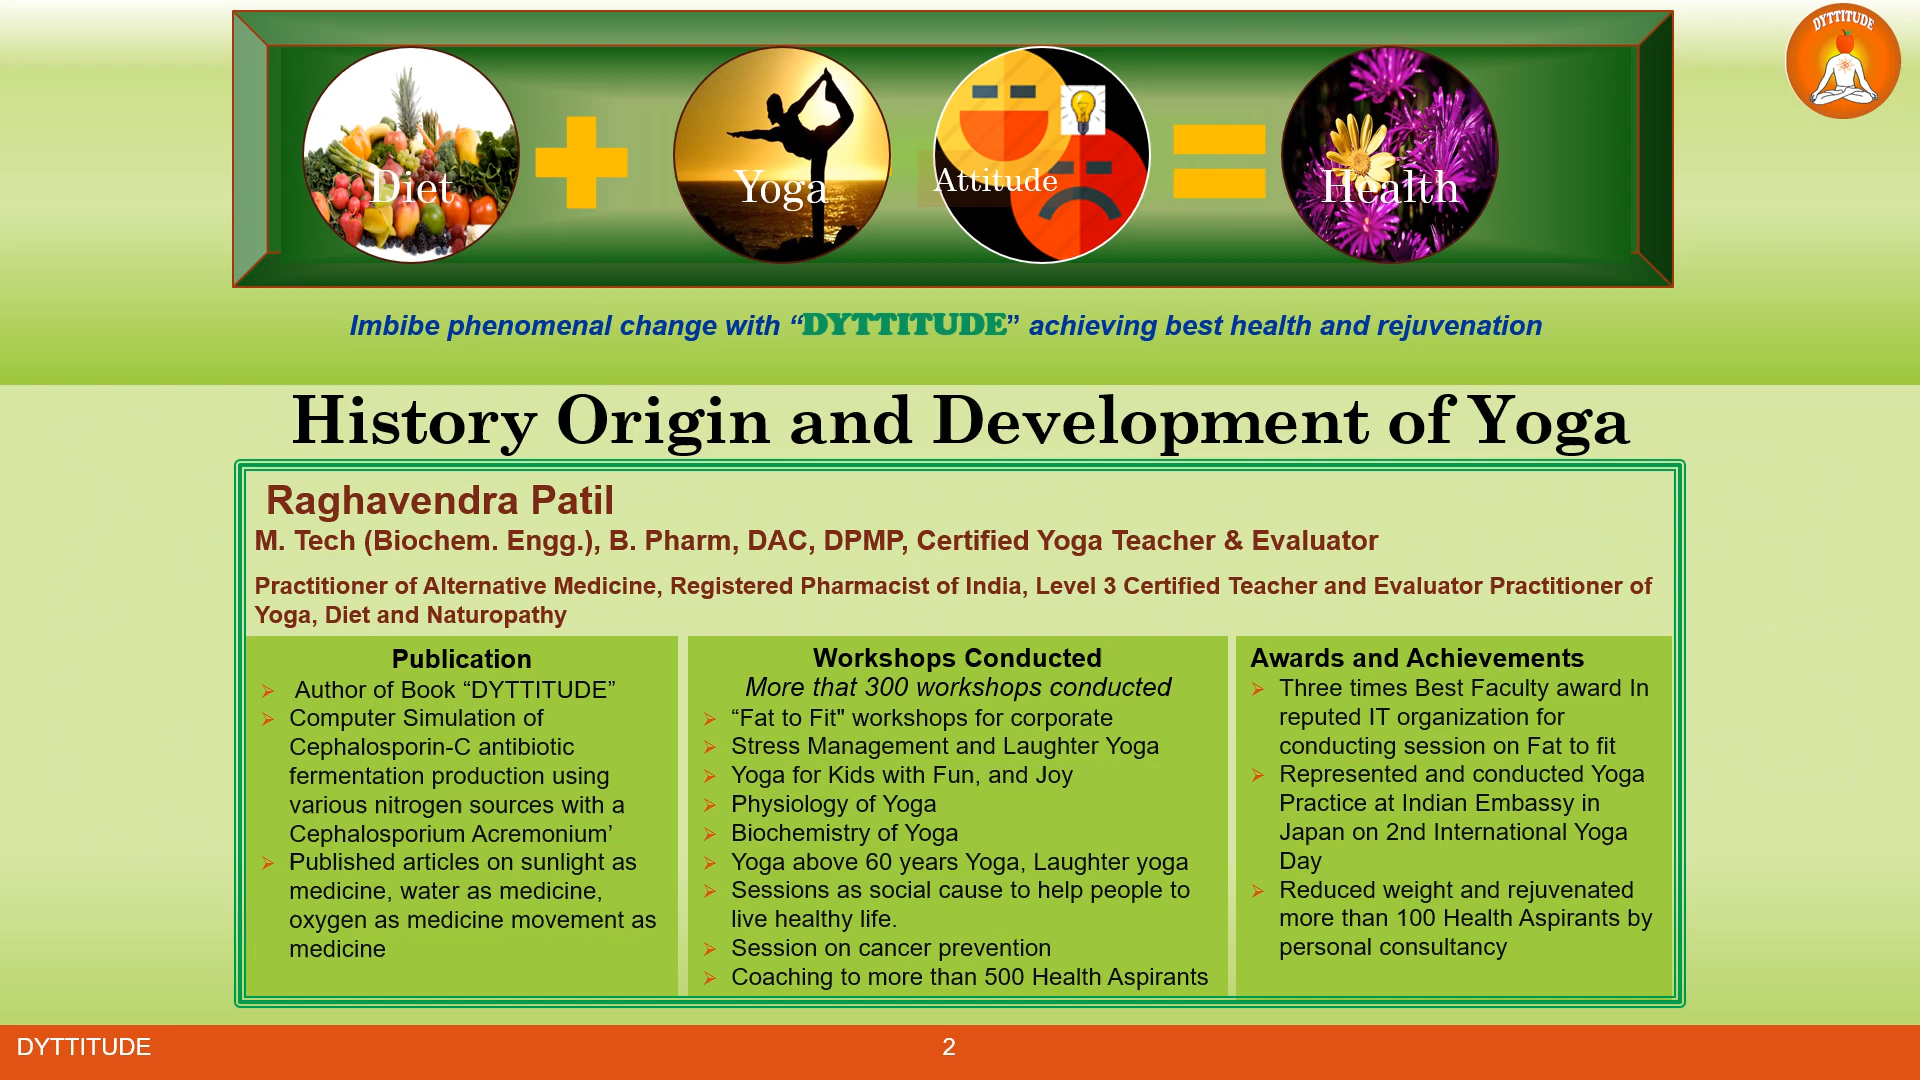 DYTTITUDE
Diet
Yoga
Attitude
Health
Imbibe phenomenal change with “DYTTITUDE” achieving best health and rejuvenation
History Origin and Development of Yoga
Raghavendra Patil
M. Tech (Biochem. Engg.), B. Pharm, DAC, DPMP, Certified Yoga Teacher & Evaluator
Practitioner of Alternative Medicine, Registered Pharmacist of India, Level 3 Certified Teacher and Evaluator Practitioner of
Yoga, Diet and Naturopathy
Publication
Author of Book “DYTTITUDE”
Computer Simulation of
Cephalosporin-C antibiotic
fermentation production using
various nitrogen sources with a
Cephalosporium Acremonium’
Published articles on sunlight as
medicine, water as medicine,
oxygen as medicine movement as
medicine
Workshops Conducted
More that 300 workshops conducted
“Fat to Fit" workshops for corporate
Stress Management and Laughter Yoga
Yoga for Kids with Fun, and Joy
Physiology of Yoga
Biochemistry of Yoga
Yoga above 60 years Yoga, Laughter yoga
Sessions as social cause to help people to
live healthy life.
Session on cancer prevention
Coaching to more than 500 Health Aspirants
Awards and Achievements
Three times Best Faculty award In
reputed IT organization for
conducting session on Fat to fit
Represented and conducted Yoga
Practice at Indian Embassy in
Japan on 2nd International Yoga
Day
Reduced weight and rejuvenated
more than 100 Health Aspirants by
personal consultancy
DYTTITUDE
2